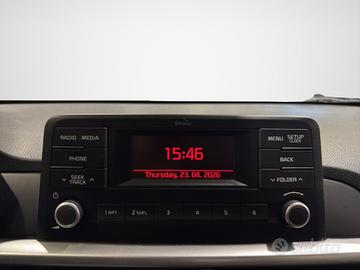 Bluetooth
RADIO MEDIA
MENU SETUP
CLOCK
15:46
PHONE
BACK
SEEK
TRACK
Thursday, 23. 04. 2026
FOLDER
1 RPT 2 SHFL 3 4 5 6